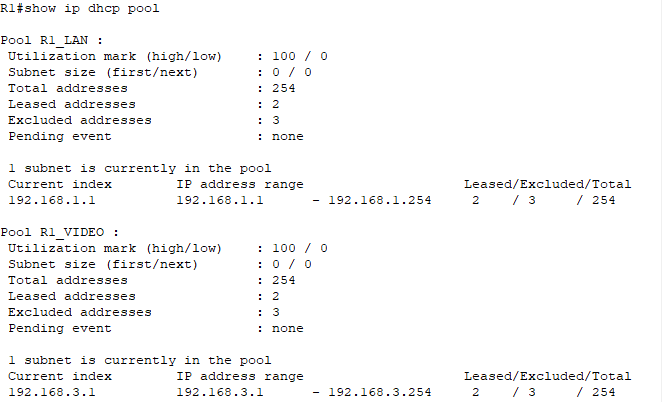 R1#show ip dhcp pool
Pool R1_LAN :
Utilization mark (high/low) : 100 / 0
Subnet size (first/next) : 0 / 0
Total addresses : 254
Leased addresses : 2
Excluded addresses : 3
Pending event : none
1 subnet is currently in the pool
Current index IP address range Leased/Excluded/Total
192.168.1.1 192.168.1.1 - 192.168.1.254 2 / 3 / 254
Pool R1_VIDEO :
Utilization mark (high/low) : 100 / 0
Subnet size (first/next) : 0 / 0
Total addresses : 254
Leased addresses : 2
Excluded addresses : 3
Pending event : none
1 subnet is currently in the pool
Current index IP address range Leased/Excluded/Total
192.168.3.1 192.168.3.1 - 192.168.3.254 2 / 3 / 254